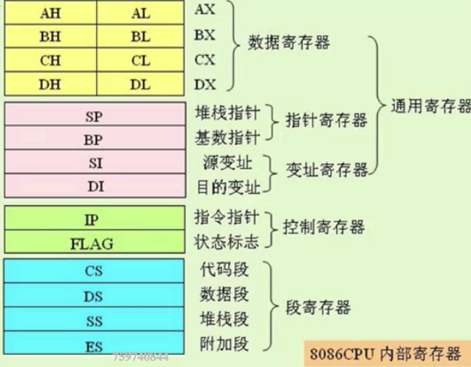 AH AL AX
BH BL BX
CH CL CX
DH DL DX
数据寄存器
SP 堆栈指针
BP 基数指针
指针寄存器
SI 源变址
DI 目的变址
变址寄存器
通用寄存器
IP 指令指针
FLAG 状态标志
控制寄存器
CS 代码段
DS 数据段
SS 堆栈段
ES 附加段
段寄存器
759740844
8086CPU 内部寄存器